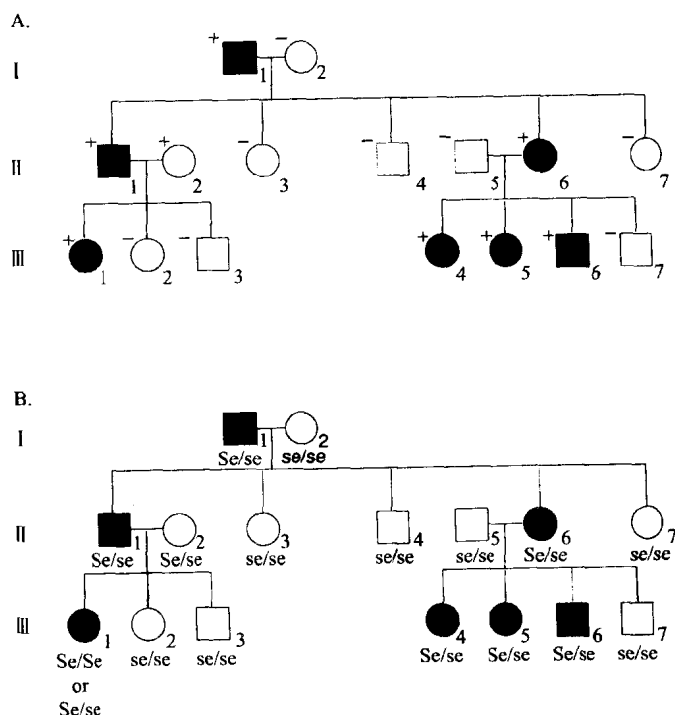 A.
I
+ 1 − 2
II
+ 1 + 2 − 3 − 4 − 5 + 6 − 7
III
+ 1 − 2 − 3 + 4 + 5 + 6 − 7
B.
I
1 2
Se/se se/se
II
1 2 3 4 5 6 7
Se/se Se/se se/se se/se se/se Se/se se/se
III
1 2 3 4 5 6 7
Se/Se se/se se/se Se/se Se/se Se/se se/se
or
Se/se